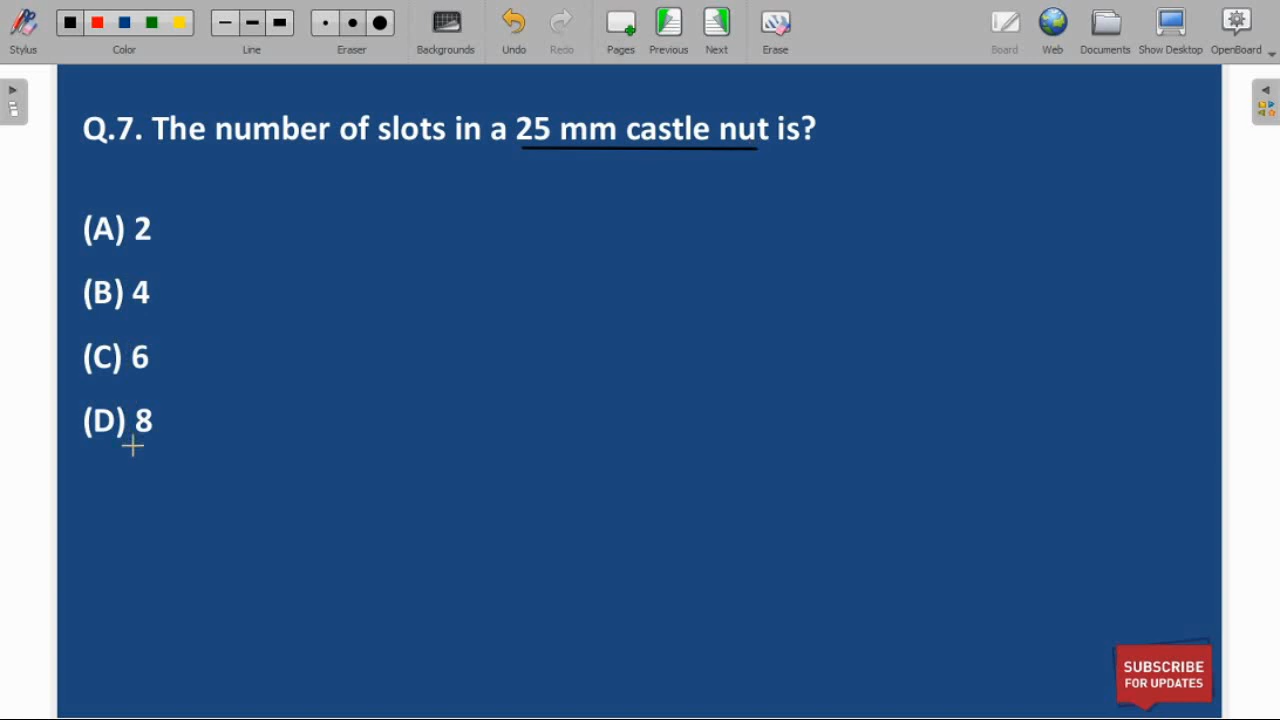 Stylus
Color
Line
Eraser
Backgrounds
Undo
Redo
Pages
Previous
Next
Erase
Board
Web
Documents
Show Desktop
OpenBoard
Q.7. The number of slots in a 25 mm castle nut is?
(A) 2
(B) 4
(C) 6
(D) 8
SUBSCRIBE
FOR UPDATES